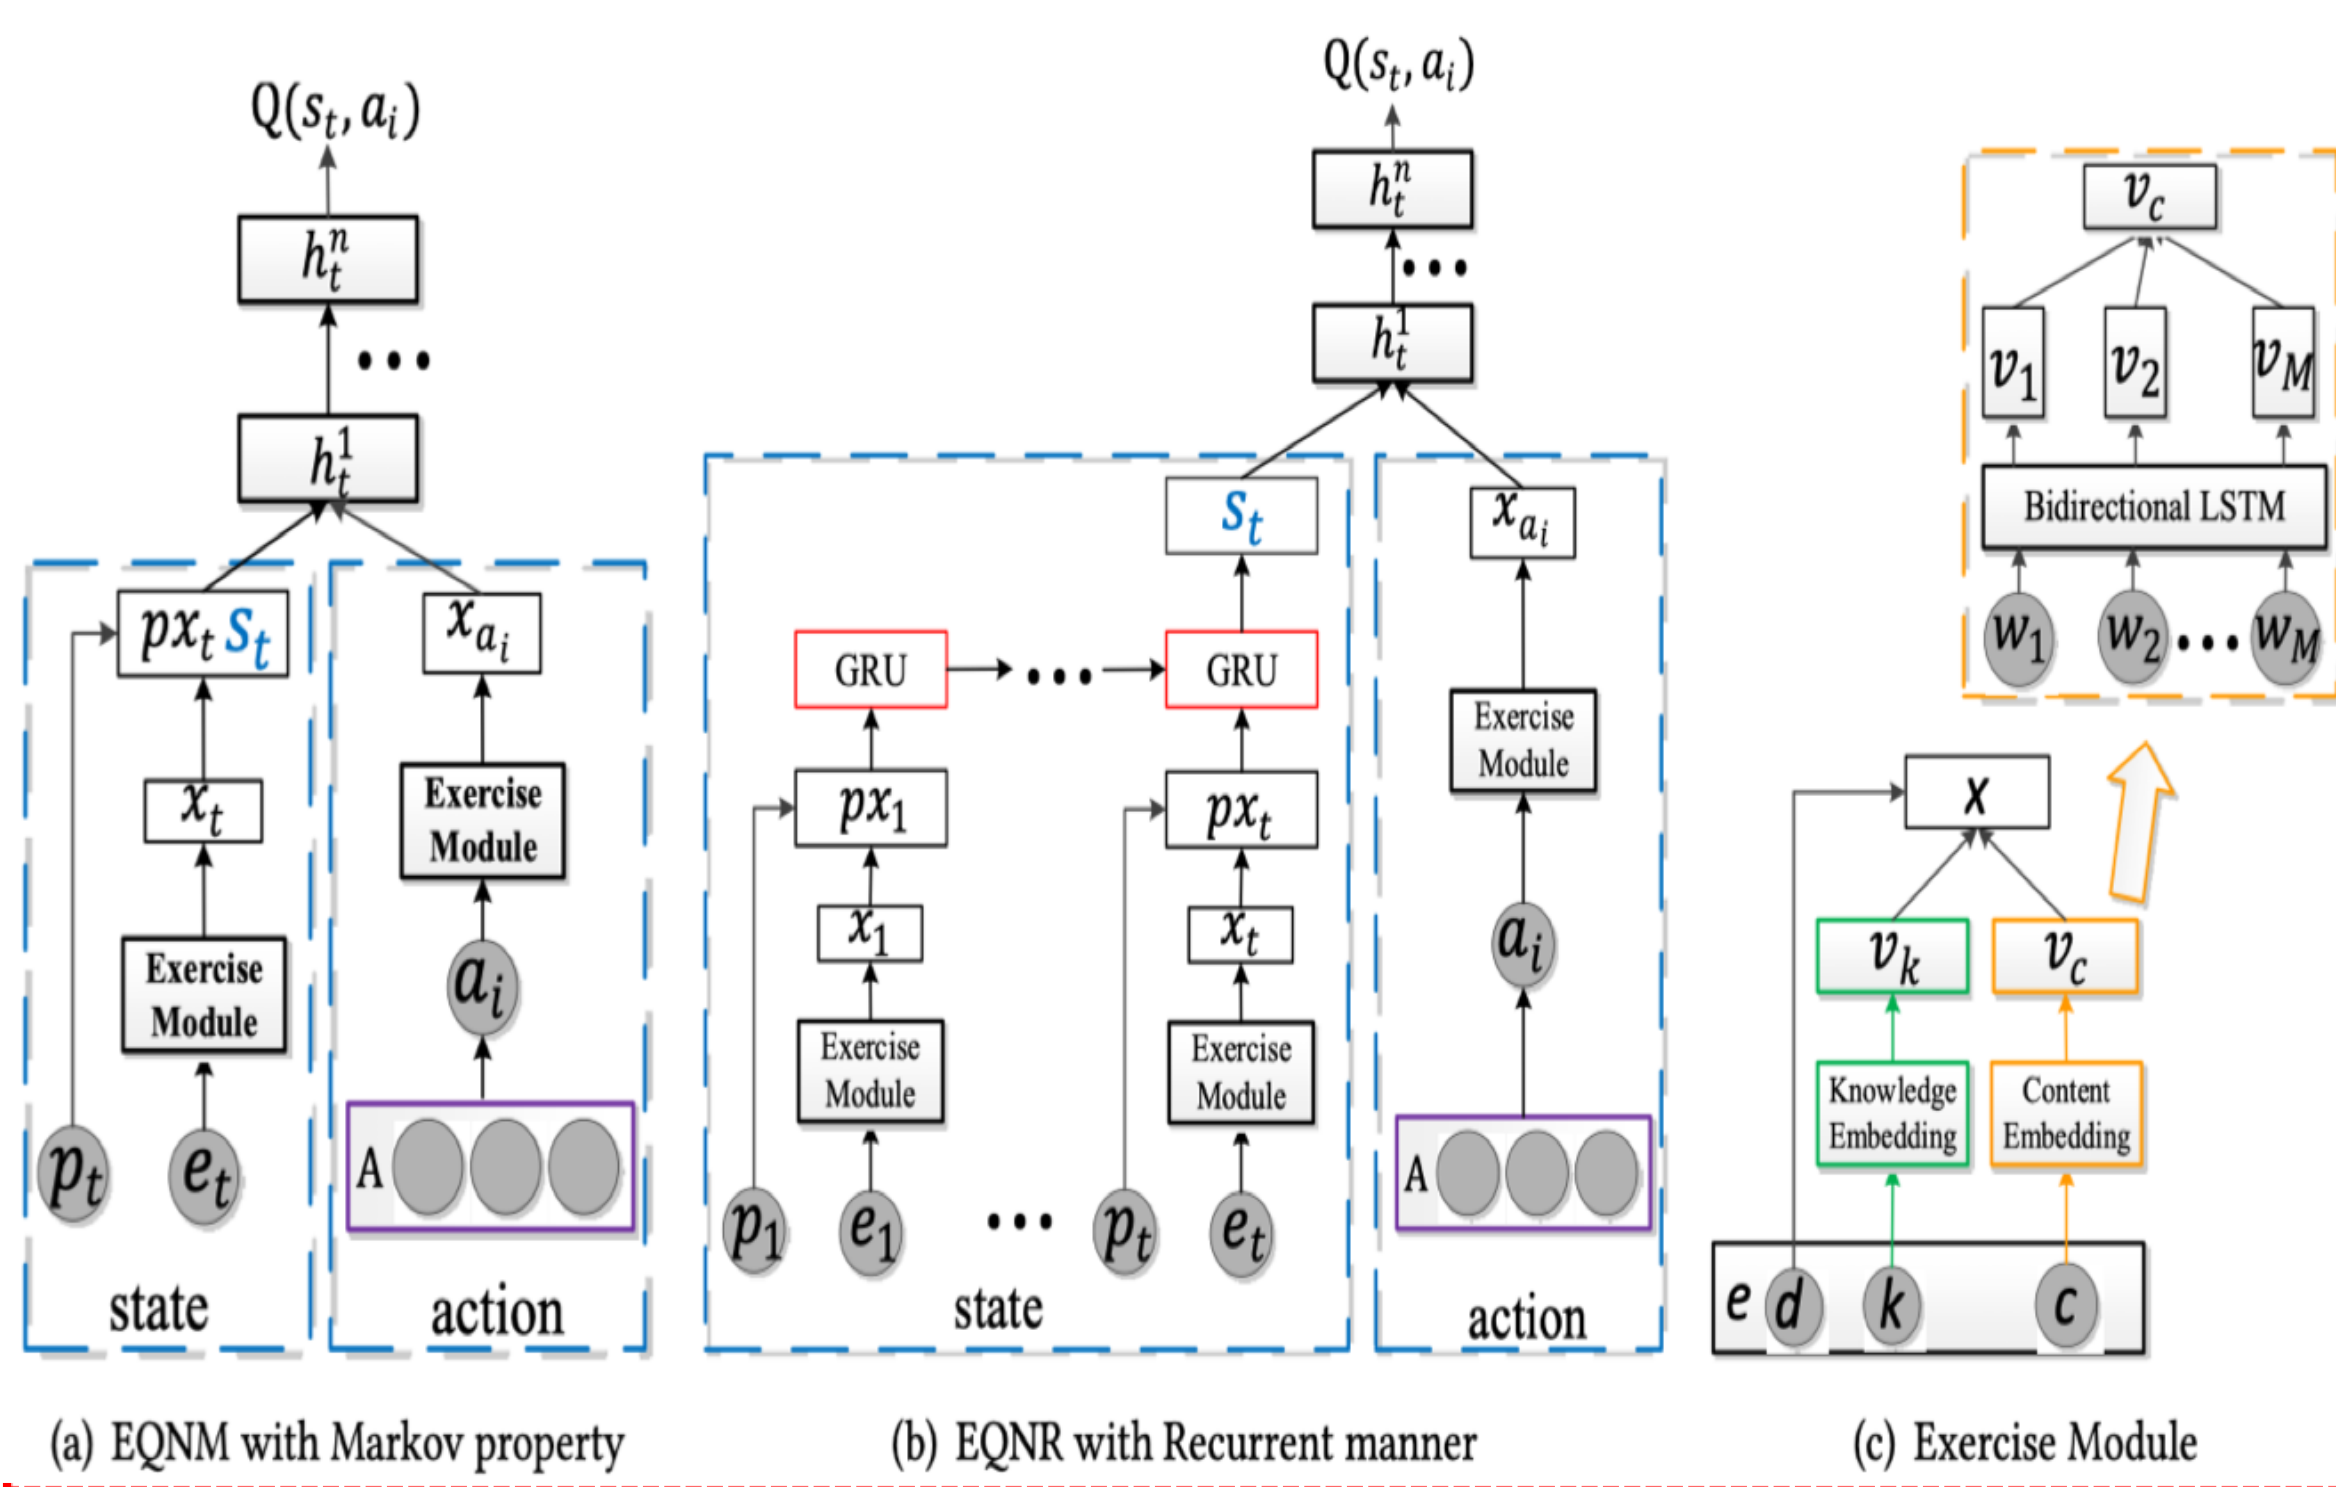 Q(s_t, a_i)
h_t^n
...
h_t^1
px_t s_t
x_{a_i}
x_t
Exercise
Module
Exercise
Module
a_i
p_t
e_t
A
state
action
(a) EQNM with Markov property
Q(s_t, a_i)
h_t^n
...
h_t^1
s_t
x_{a_i}
GRU
...
GRU
Exercise
Module
px_1
px_t
x_1
x_t
a_i
Exercise
Module
Exercise
Module
A
p_1
e_1
...
p_t
e_t
state
action
(b) EQNR with Recurrent manner
v_c
v_1
v_2
v_M
Bidirectional LSTM
w_1
w_2
...
w_M
x
v_k
v_c
Knowledge
Embedding
Content
Embedding
e
d
k
c
(c) Exercise Module